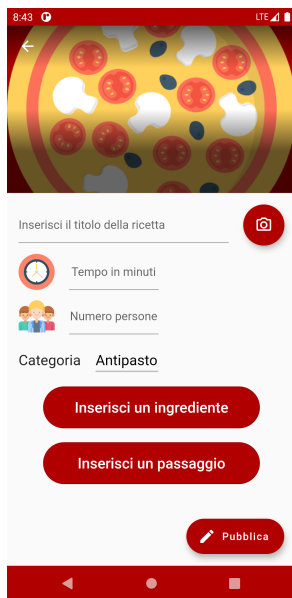 8:43
LTE
Inserisci il titolo della ricetta
Tempo in minuti
Numero persone
Categoria Antipasto
Inserisci un ingrediente
Inserisci un passaggio
Pubblica